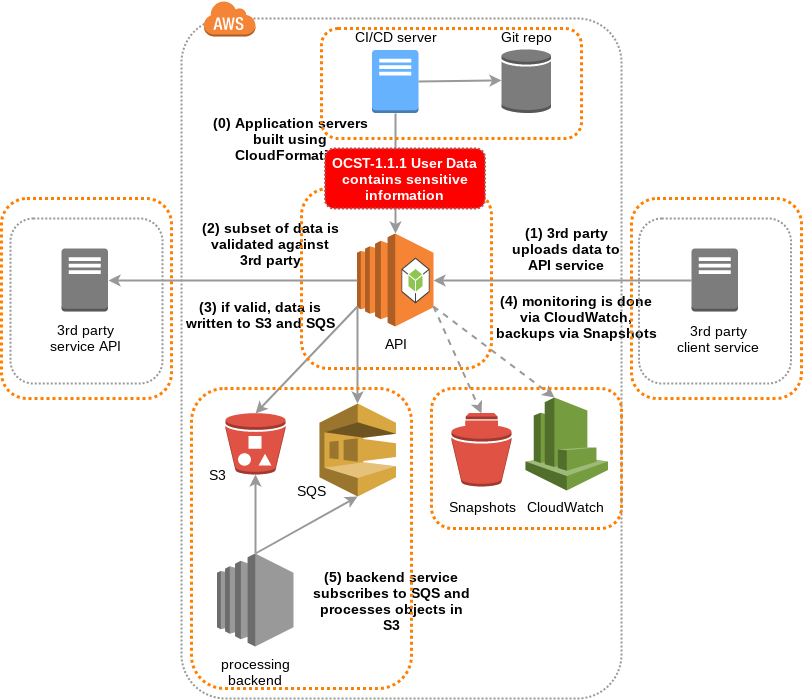 AWS
CI/CD server
Git repo
(0) Application servers
built using
OCST-1.1.1 User Data
contains sensitive
information
(2) subset of data is
validated against
3rd party
(1) 3rd party
uploads data to
API service
(3) if valid, data is
written to S3 and SQS
(4) monitoring is done
via CloudWatch,
backups via Snapshots
3rd party
service API
API
3rd party
client service
S3
SQS
Snapshots
CloudWatch
(5) backend service
subscribes to SQS and
processes objects in
S3
processing
backend